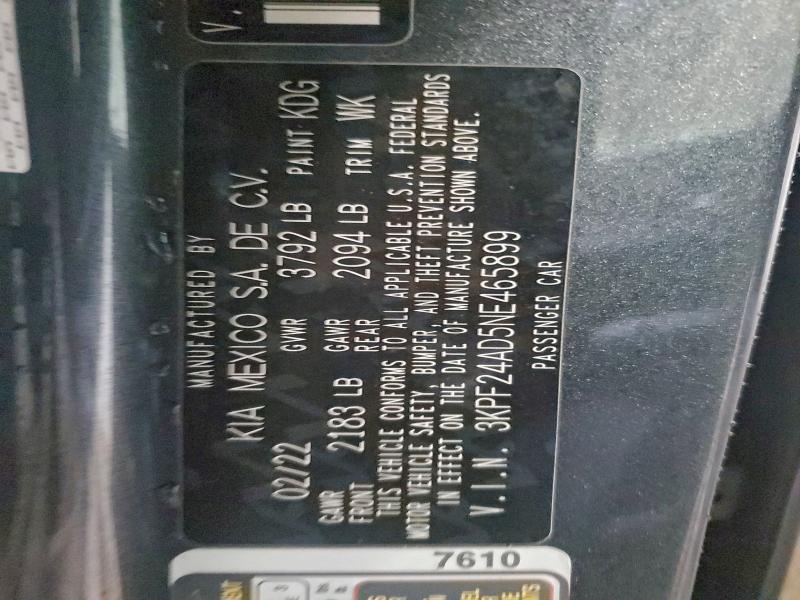 MANUFACTURED BY
KIA MEXICO S.A. DE C.V.
02/22 GVWR 3792 LB PAINT KDG
GAWR FRONT 2183 LB GAWR REAR 2094 LB TRIM WK
THIS VEHICLE CONFORMS TO ALL APPLICABLE U.S.A. FEDERAL
MOTOR VEHICLE SAFETY, BUMPER, AND THEFT PREVENTION STANDARDS
IN EFFECT ON THE DATE OF MANUFACTURE SHOWN ABOVE.
V.I.N. 3KPF24AD5NE465899
PASSENGER CAR
7610